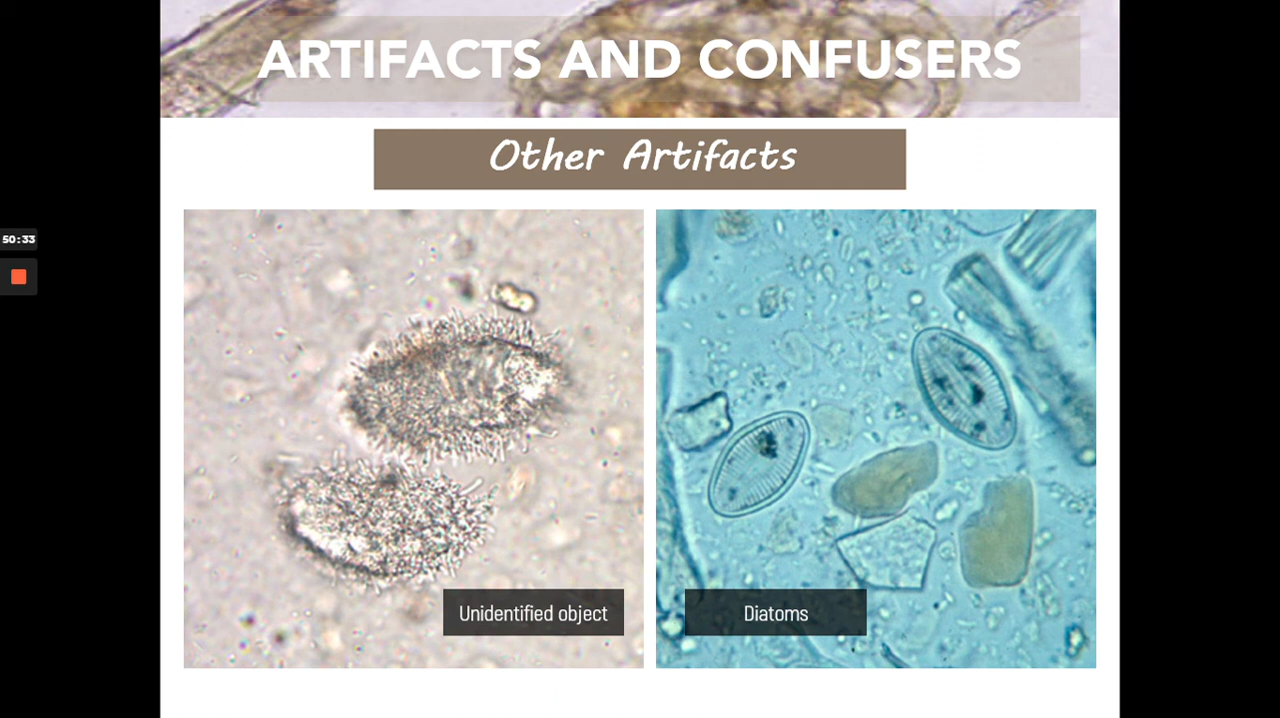 ARTIFACTS AND CONFUSERS
Other Artifacts
50:33
Unidentified object
Diatoms